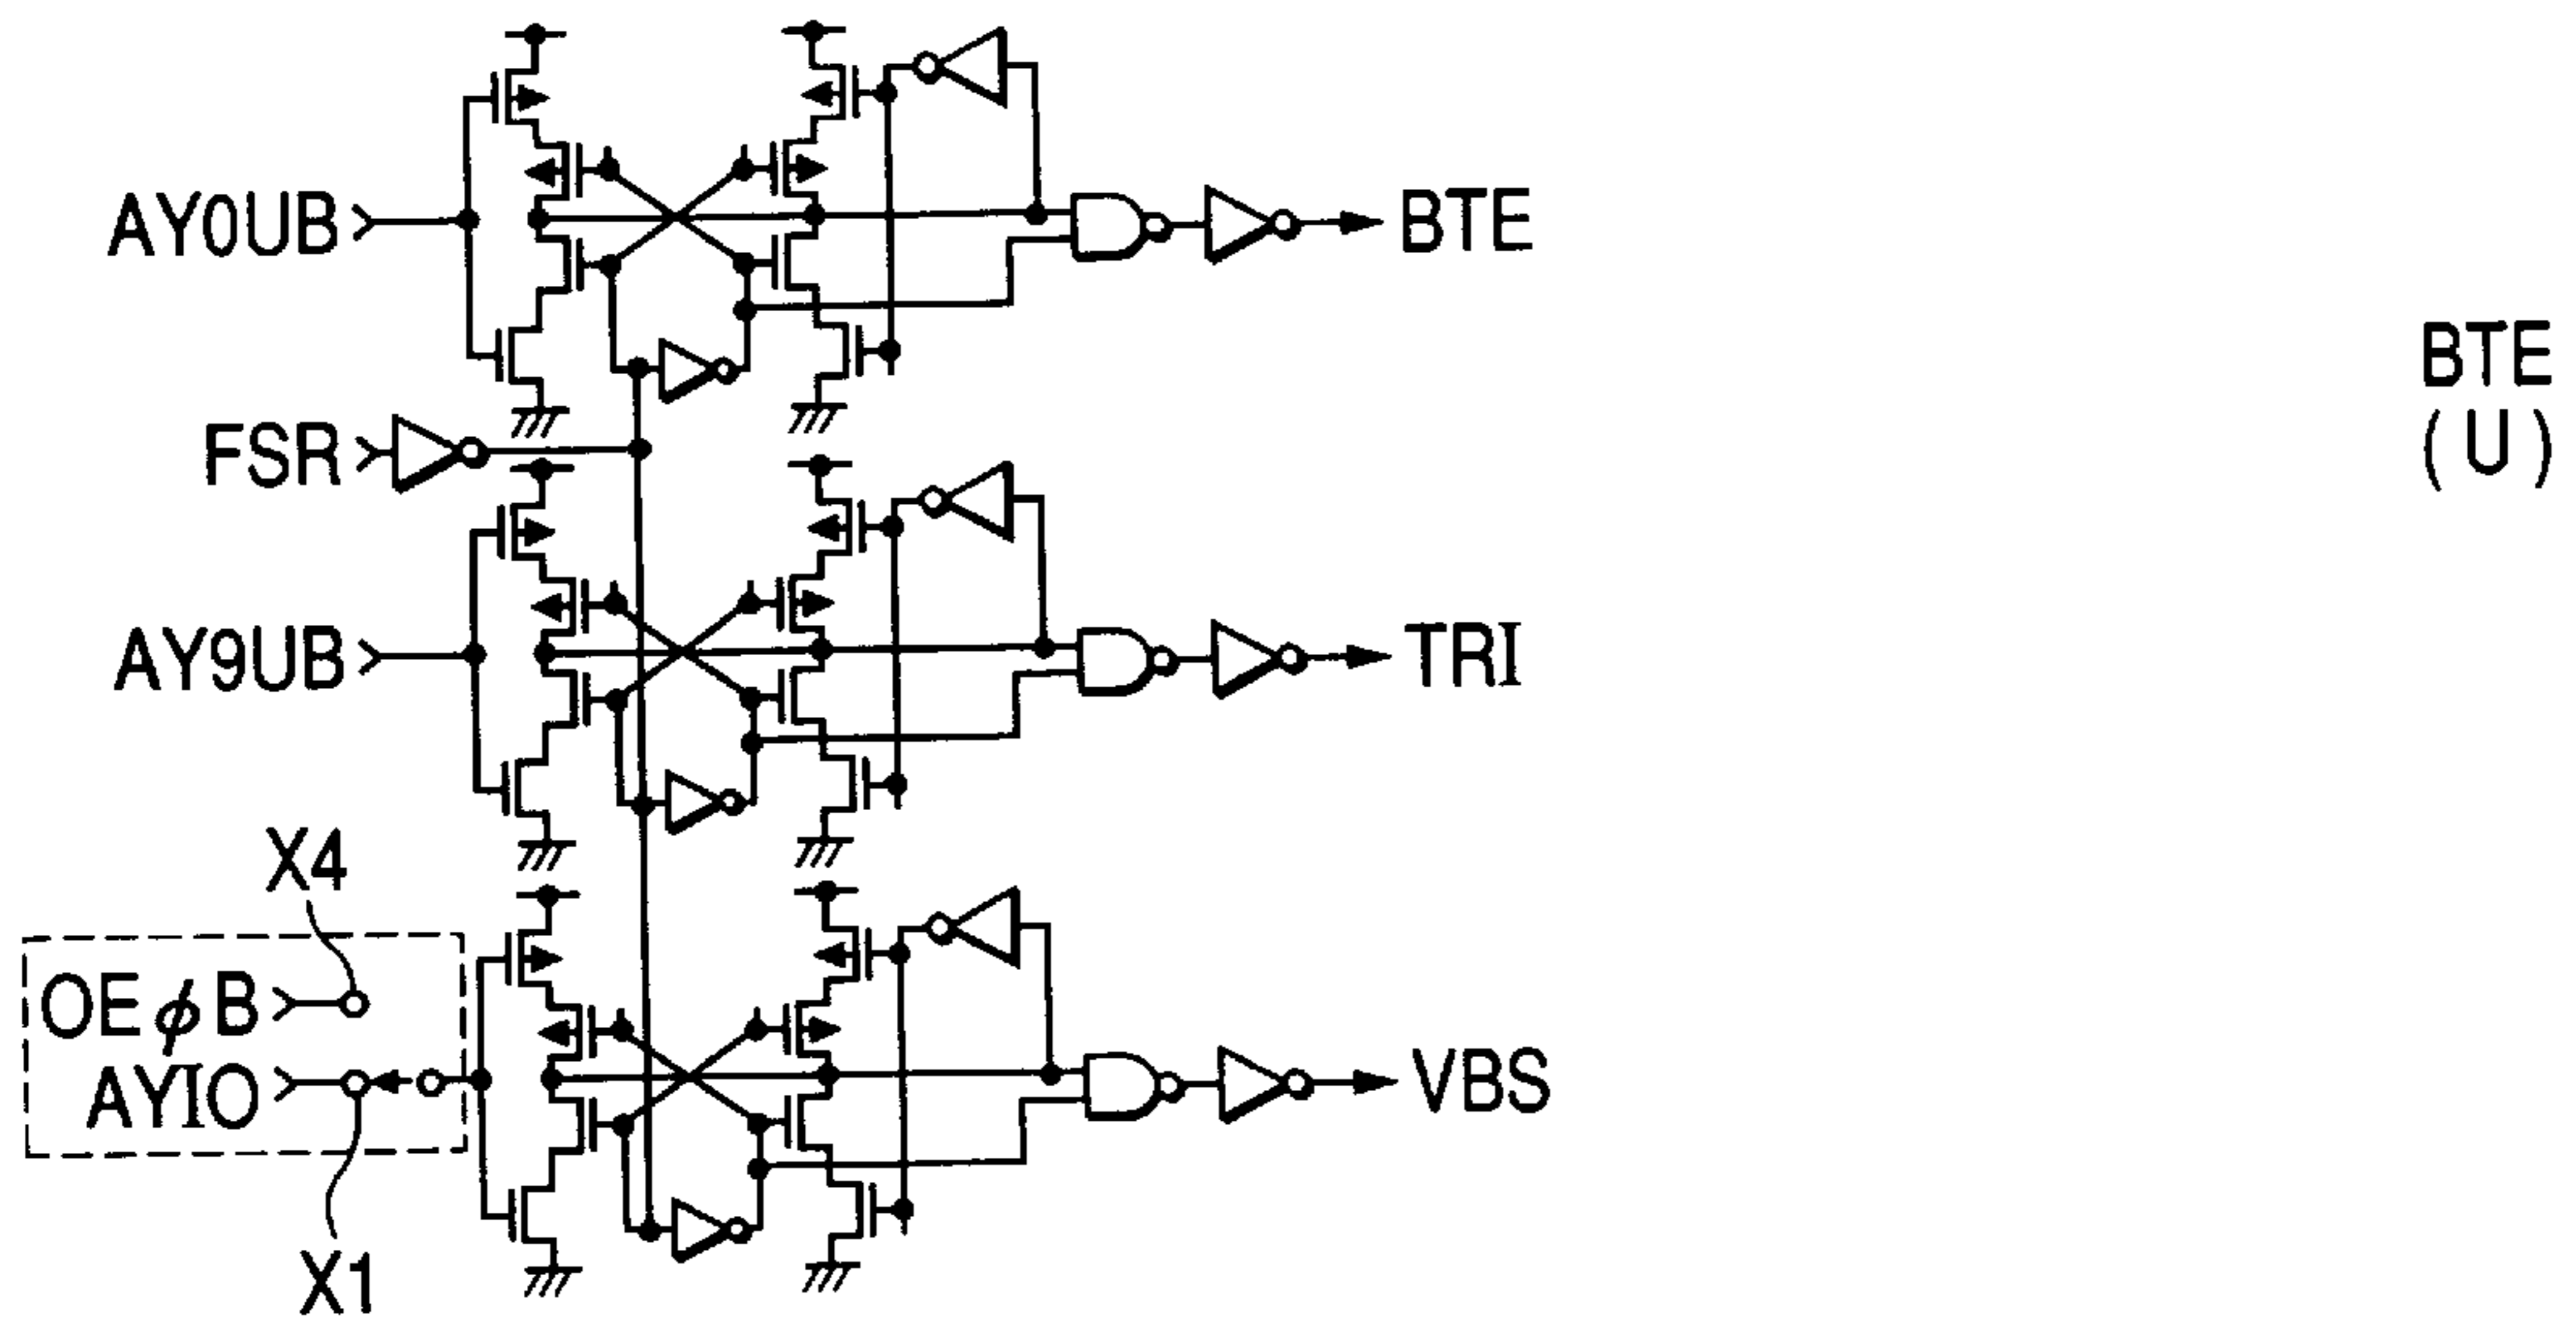 AY0UB
BTE
BTE
(U)
FSR
AY9UB
TRI
X4
OEφB
AYIO
VBS
X1